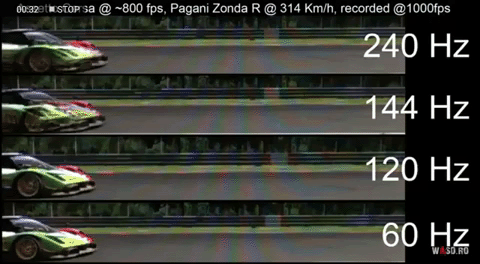 00:32 STOP sa @ ~800 fps, Pagani Zonda R @ 314 Km/h, recorded @1000fps
240 Hz
144 Hz
120 Hz
60 Hz
WASD.RO